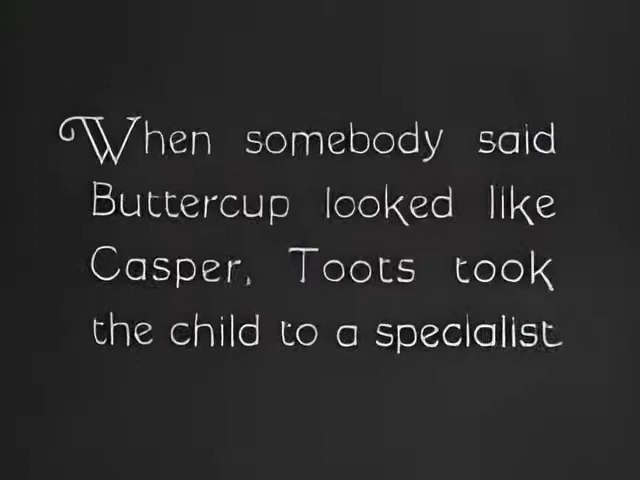 When somebody said
Buttercup looked like
Casper, Toots took
the child to a specialist